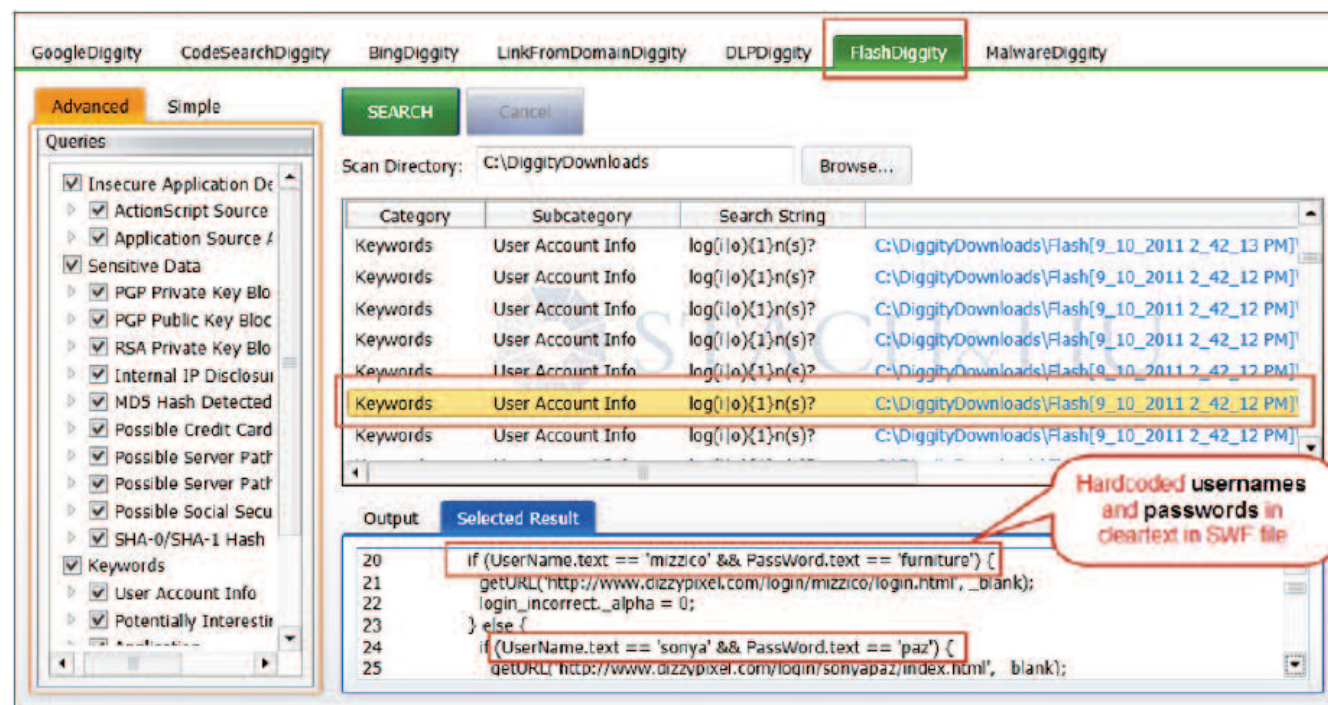 GoogleDiggity CodeSearchDiggity BingDiggity LinkFromDomainDiggity DLPDiggity FlashDiggity MalwareDiggity
Advanced Simple
SEARCH Cancel
Queries
Scan Directory: C:\DiggityDownloads Browse...
Insecure Application De
ActionScript Source
Application Source A
Sensitive Data
PGP Private Key Blo
PGP Public Key Bloc
RSA Private Key Blo
Internal IP Disclosur
MD5 Hash Detected
Possible Credit Card
Possible Server Path
Possible Server Path
Possible Social Secu
SHA-0/SHA-1 Hash
Keywords
User Account Info
Potentially Interestin
Application
Category Subcategory Search String
Keywords User Account Info log(i|o){1}n(s)? C:\DiggityDownloads\Flash[9_10_2011 2_42_13 PM]\
Keywords User Account Info log(i|o){1}n(s)? C:\DiggityDownloads\Flash[9_10_2011 2_42_12 PM]\
Keywords User Account Info log(i|o){1}n(s)? C:\DiggityDownloads\Flash[9_10_2011 2_42_12 PM]\
Keywords User Account Info log(i|o){1}n(s)? C:\DiggityDownloads\Flash[9_10_2011 2_42_12 PM]\
Keywords User Account Info log(i|o){1}n(s)? C:\DiggityDownloads\Flash[9_10_2011 2_42_12 PM]\
Keywords User Account Info log(i|o){1}n(s)? C:\DiggityDownloads\Flash[9_10_2011 2_42_12 PM]\
Keywords User Account Info log(i|o){1}n(s)? C:\DiggityDownloads\Flash[9_10_2011 2_42_12 PM]\
STACH & LIU
Hardcoded usernames
and passwords in
cleartext in SWF file
Output Selected Result
20 if (UserName.text == 'mizzico' && PassWord.text == 'furniture') {
21 getURL('http://www.dizzypixel.com/login/mizzico/login.html', _blank);
22 login_incorrect._alpha = 0;
23 } else {
24 if (UserName.text == 'sonya' && PassWord.text == 'paz') {
25 getURL('http://www.dizzypixel.com/login/sonyapaz/index.html', _blank);